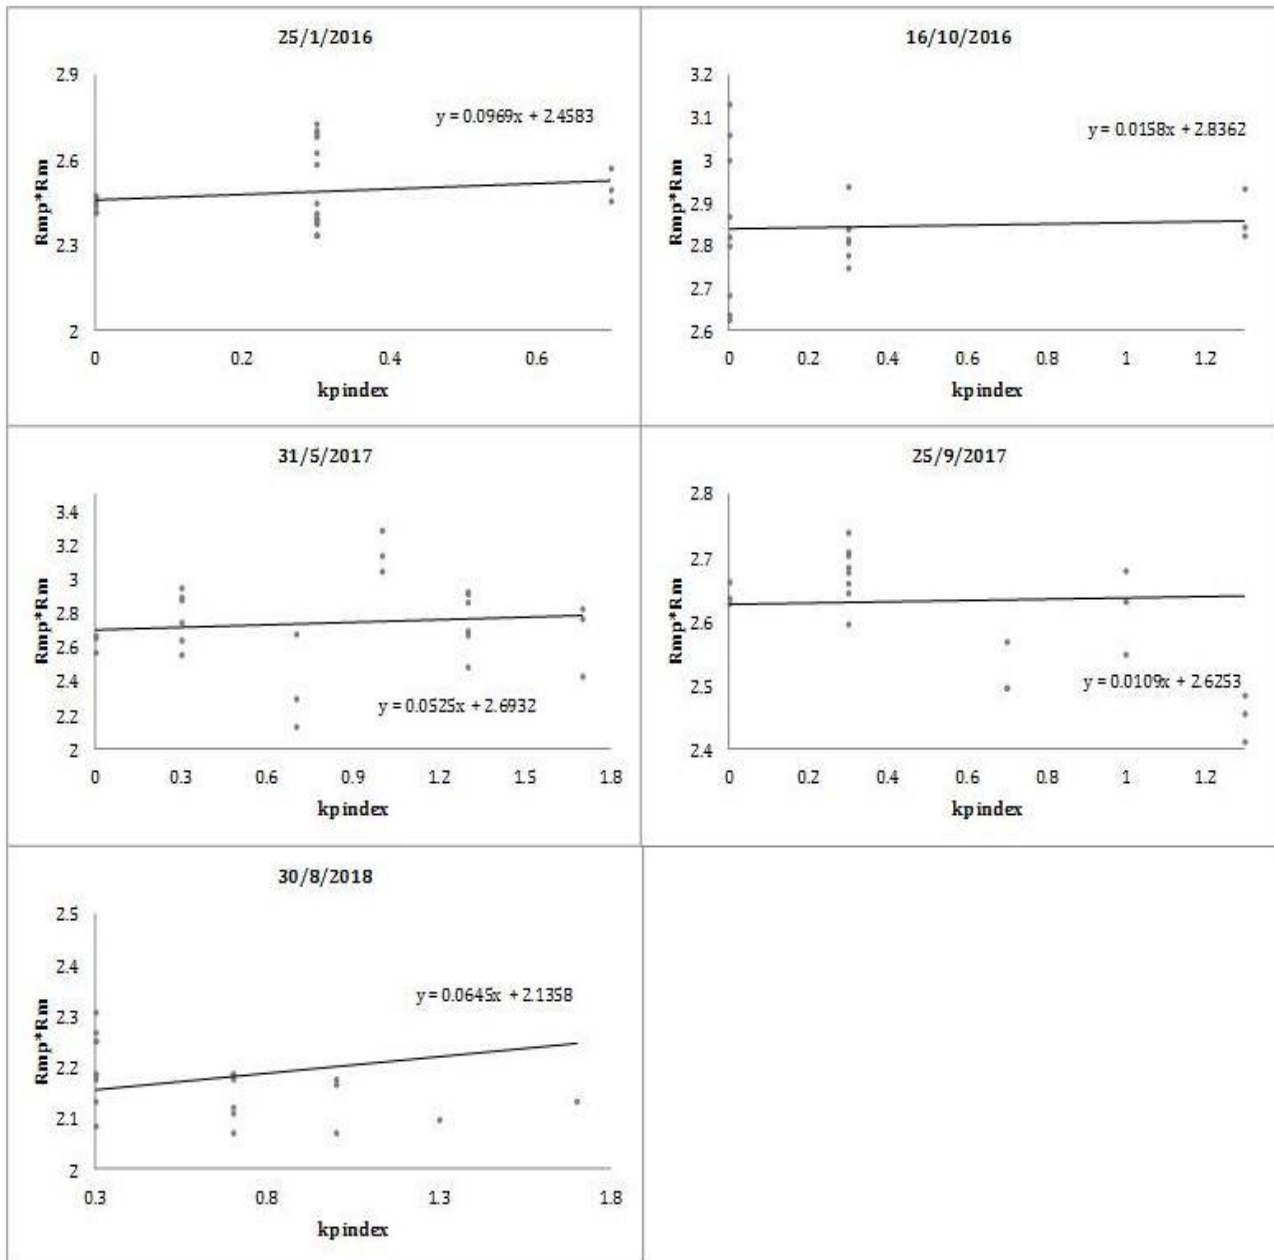 25/1/2016
Rmp*Rm
2.9
2.6
2.3
2
y = 0.0969x + 2.4583
0 0.2 0.4 0.6
kpindex
16/10/2016
Rmp*Rm
3.2
3.1
3
2.9
2.8
2.7
2.6
y = 0.0158x + 2.8362
0 0.2 0.4 0.6 0.8 1 1.2
kpindex
31/5/2017
Rmp*Rm
3.4
3.2
3
2.8
2.6
2.4
2.2
2
y = 0.0525x + 2.6932
0 0.3 0.6 0.9 1.2 1.5 1.8
kpindex
25/9/2017
Rmp*Rm
2.8
2.7
2.6
2.5
2.4
y = 0.0109x + 2.6253
0 0.2 0.4 0.6 0.8 1 1.2
kpindex
30/8/2018
Rmp*Rm
2.5
2.4
2.3
2.2
2.1
2
y = 0.0645x + 2.1358
0.3 0.8 1.3 1.8
kpindex